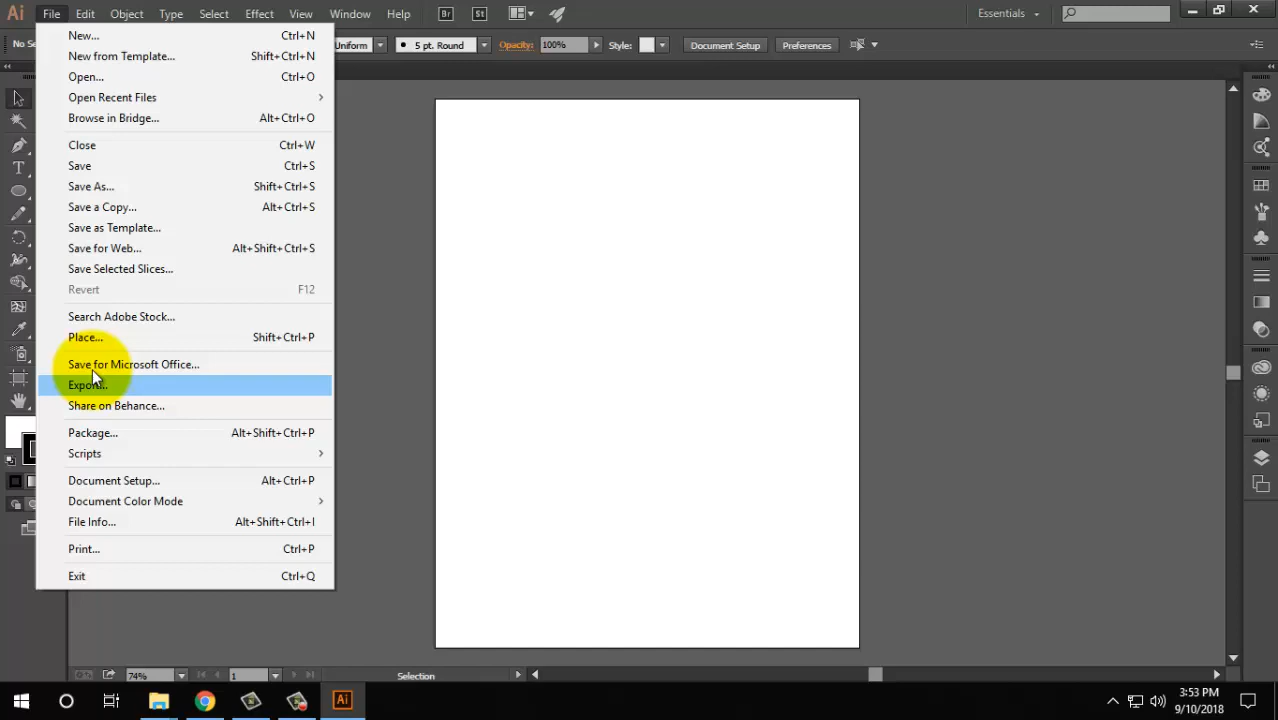 Ai File Edit Object Type Select Effect View Window Help Br St Essentials
No Se Uniform 5 pt. Round Opacity: 100% Style: Document Setup Preferences
New... Ctrl+N
New from Template... Shift+Ctrl+N
Open... Ctrl+O
Open Recent Files
Browse in Bridge... Alt+Ctrl+O
Close Ctrl+W
Save Ctrl+S
Save As... Shift+Ctrl+S
Save a Copy... Alt+Ctrl+S
Save as Template...
Save for Web... Alt+Shift+Ctrl+S
Save Selected Slices...
Revert F12
Search Adobe Stock...
Place... Shift+Ctrl+P
Save for Microsoft Office...
Export...
Share on Behance...
Package... Alt+Shift+Ctrl+P
Scripts
Document Setup... Alt+Ctrl+P
Document Color Mode
File Info... Alt+Shift+Ctrl+I
Print... Ctrl+P
Exit Ctrl+Q
74% 1 Selection
Ai
3:53 PM
9/10/2018